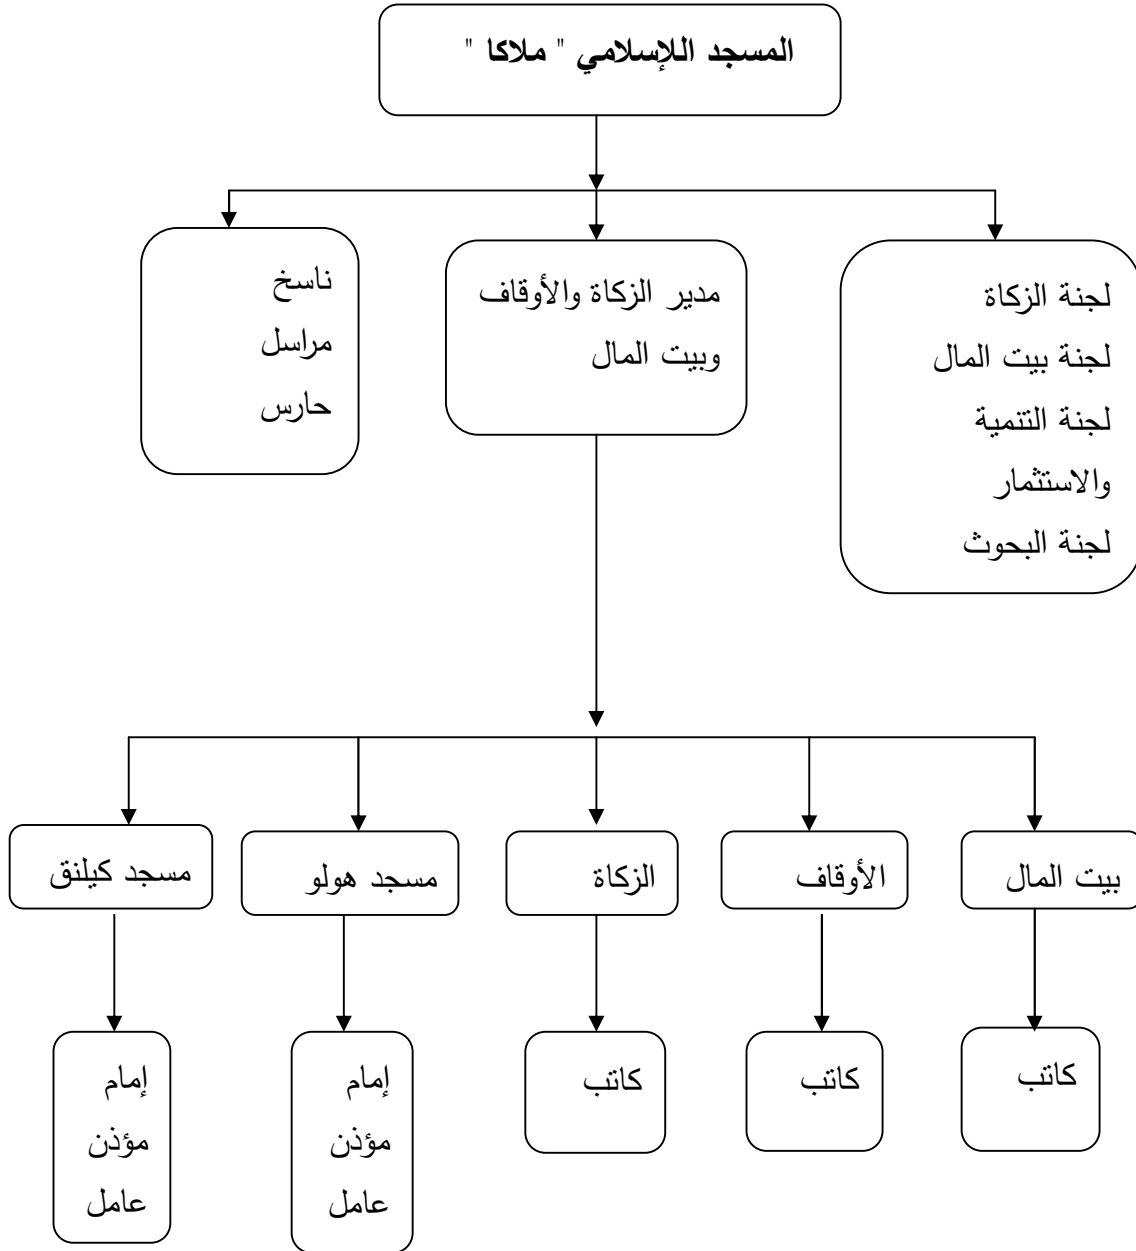 المسجد اللإسلامي " ملاكا "
لجنة الزكاة
لجنة بيت المال
لجنة التنمية
والاستثمار
لجنة البحوث
مدير الزكاة والأوقاف
وبيت المال
ناسخ
مراسل
حارس
بيت المال
الأوقاف
الزكاة
مسجد هولو
مسجد كيلنق
كاتب
كاتب
كاتب
إمام
مؤذن
عامل
إمام
مؤذن
عامل